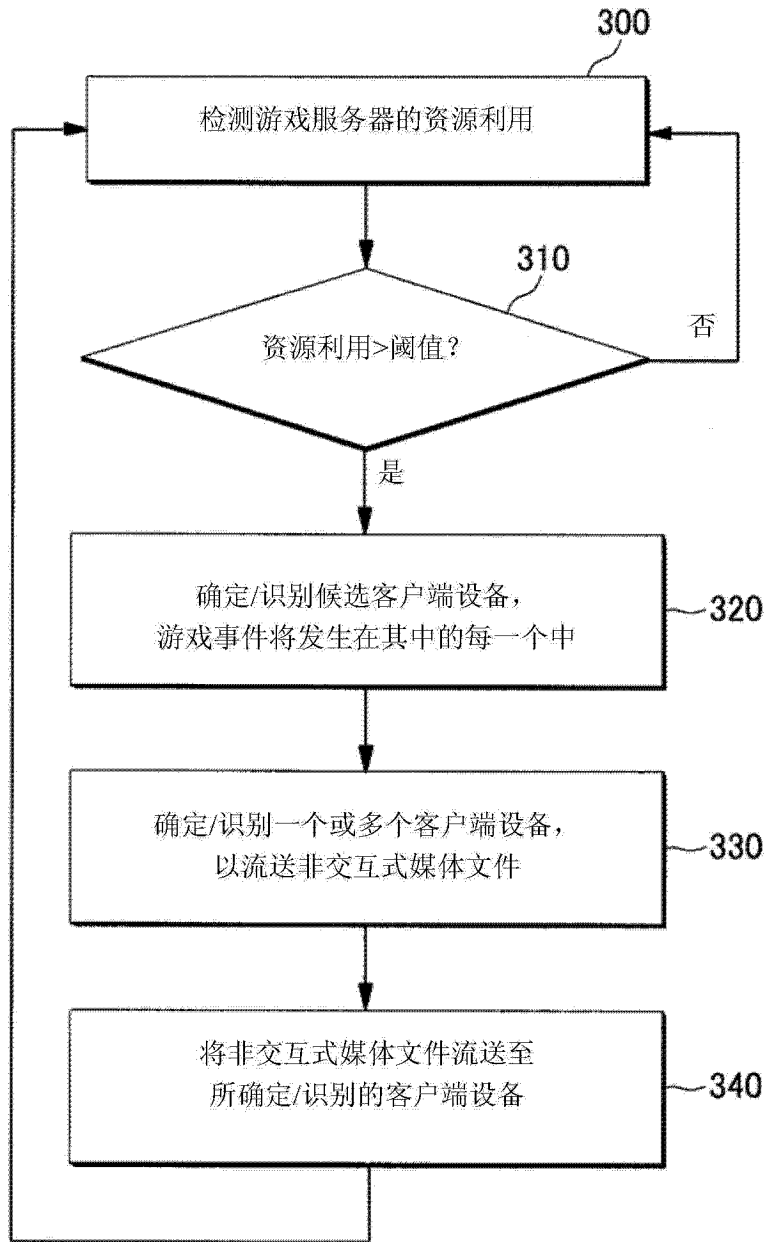 300
检测游戏服务器的资源利用
310
资源利用>阈值?
否
是
确定/识别候选客户端设备,
游戏事件将发生在其中的每一个中
320
确定/识别一个或多个客户端设备,
以流送非交互式媒体文件
330
将非交互式媒体文件流送至
所确定/识别的客户端设备
340